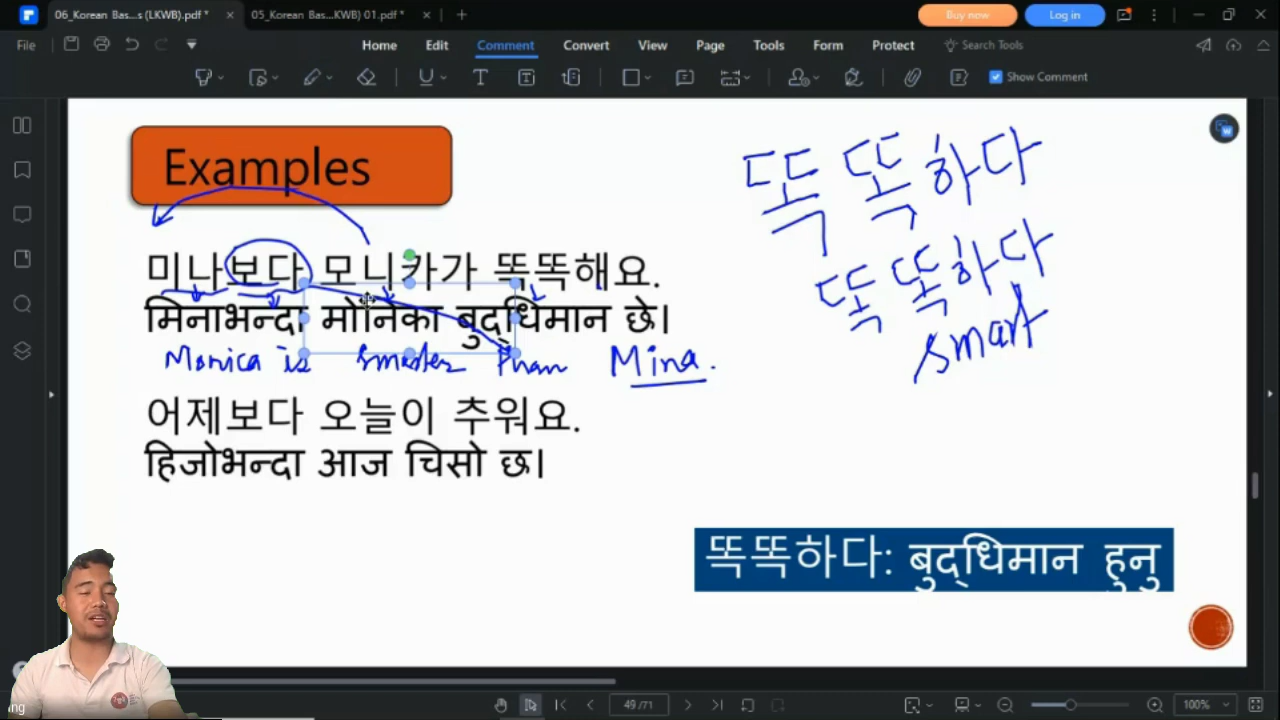 06_Korean Bas...s (LKWB).pdf *
05_Korean Bas...KWB) 01.pdf *
Buy now
Log in
File
Home Edit Comment Convert View Page Tools Form Protect Search Tools
Show Comment
Examples
똑똑하다
똑똑하다
smart
미나보다 모니카가 똑똑해요.
मिनाभन्दा मोनिका बुद्धिमान छे।
Monica is smarter than Mina.
어제보다 오늘이 추워요.
हिजोभन्दा आज चिसो छ।
똑똑하다: बुद्धिमान हुनु
ng
49 /71
100%